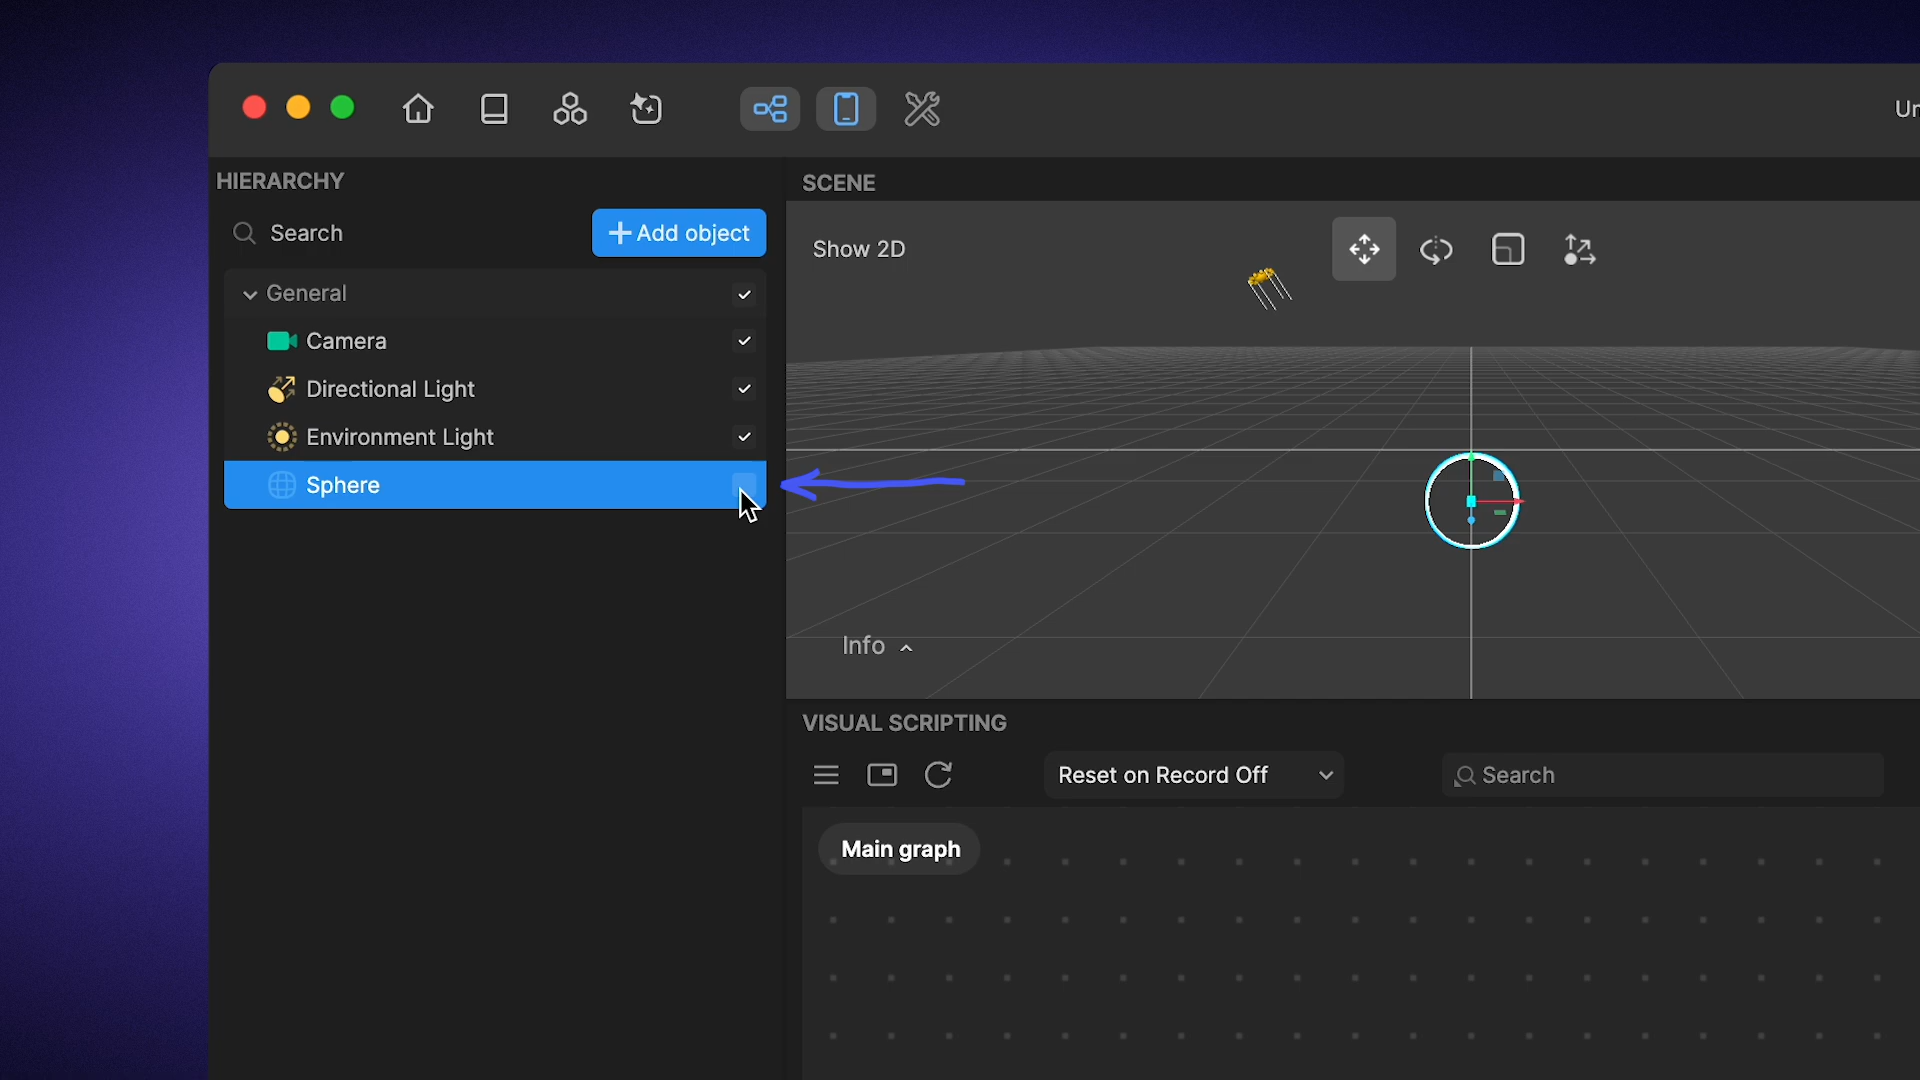 Un
HIERARCHY
Search
Add object
General
Camera
Directional Light
Environment Light
Sphere
SCENE
Show 2D
Info
VISUAL SCRIPTING
Reset on Record Off
Search
Main graph